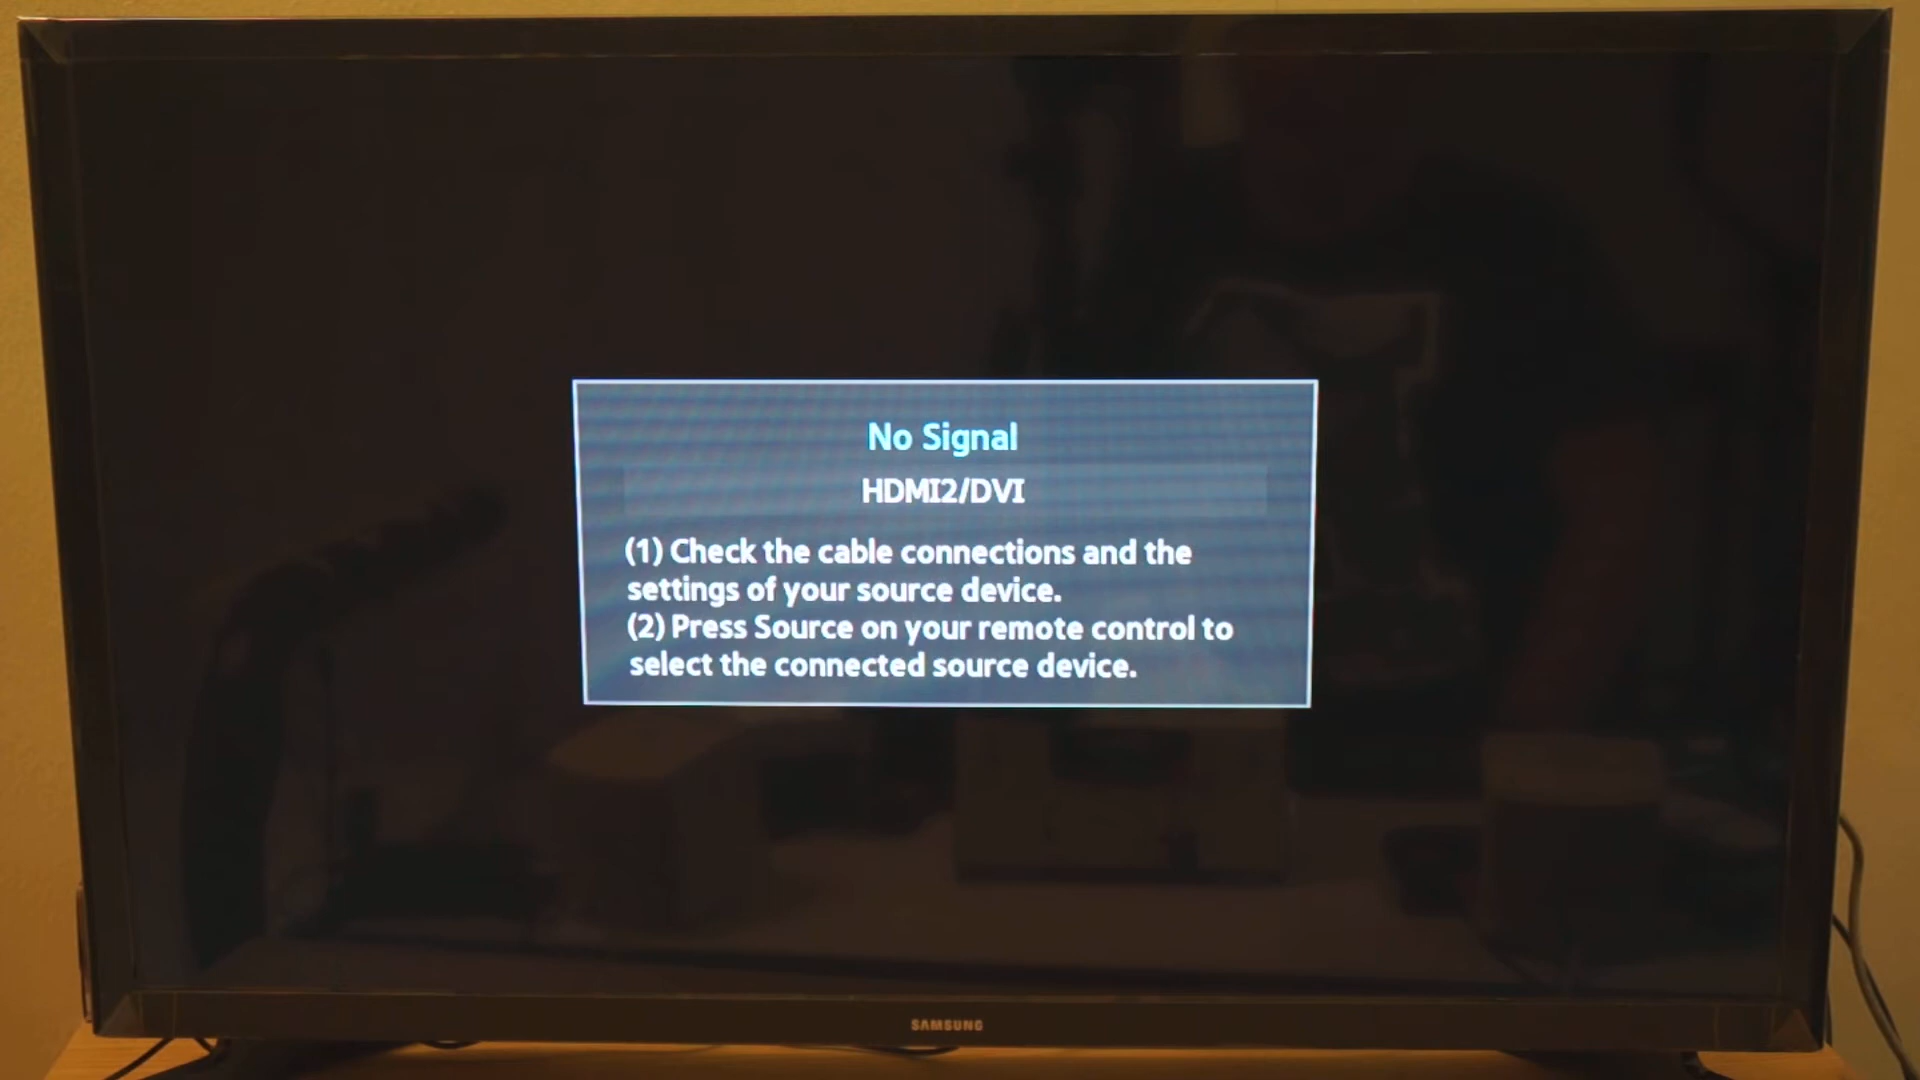 No Signal
HDMI2/DVI
(1) Check the cable connections and the
settings of your source device.
(2) Press Source on your remote control to
select the connected source device.
SAMSUNG